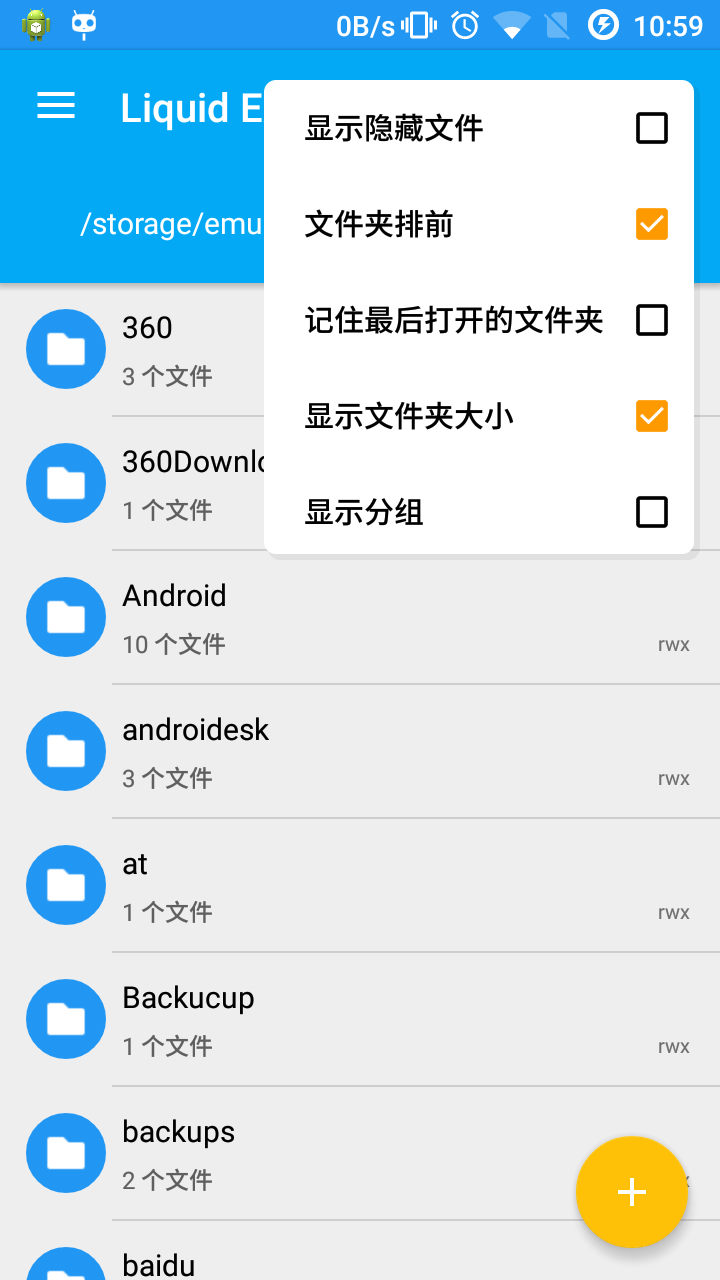 0B/s 10:59
Liquid E
/storage/emu
显示隐藏文件
文件夹排前
记住最后打开的文件夹
显示文件夹大小
显示分组
360
3 个文件
360Downlo
1 个文件
Android
10 个文件 rwx
androidesk
3 个文件 rwx
at
1 个文件 rwx
Backucup
1 个文件 rwx
backups
2 个文件
baidu